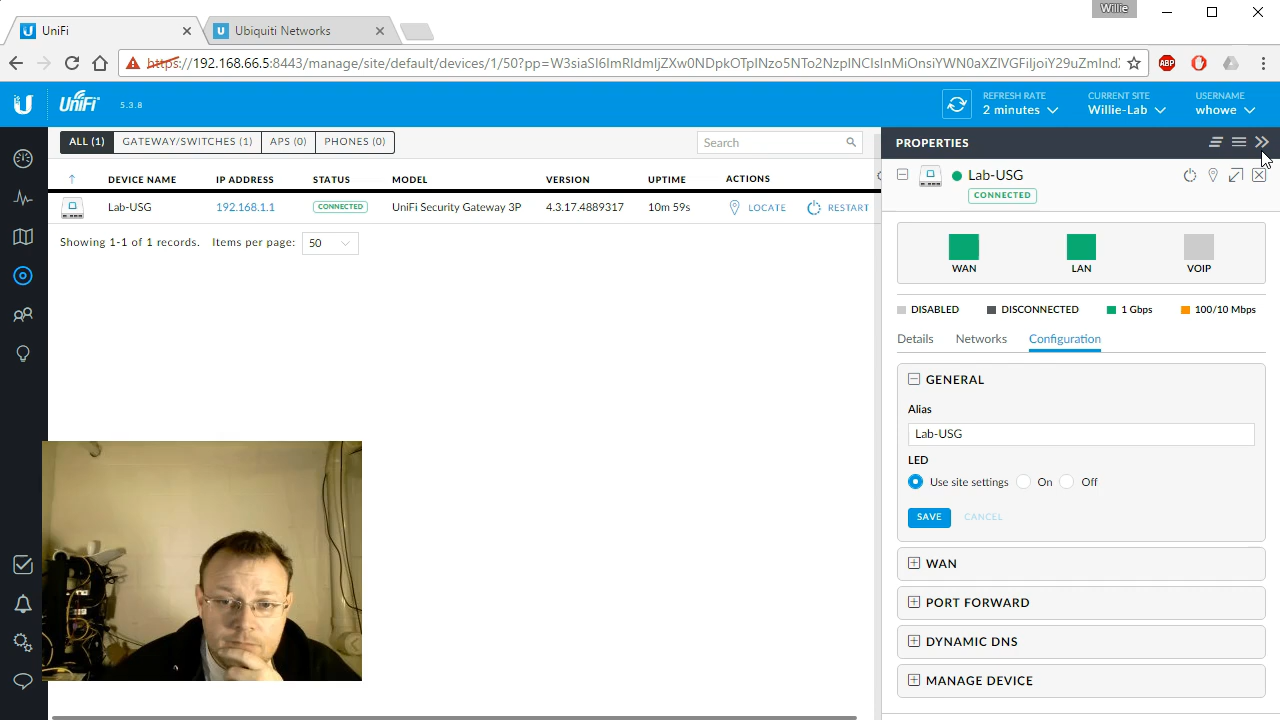 Willie
UniFi
Ubiquiti Networks
https://192.168.66.5:8443/manage/site/default/devices/1/50?pp=
ABP
UniFi 5.3.8
REFRESH RATE
2 minutes
CURRENT SITE
Willie-Lab
USERNAME
whowe
ALL (1) GATEWAY/SWITCHES (1) APS (0) PHONES (0) Search
DEVICE NAME IP ADDRESS STATUS MODEL VERSION UPTIME ACTIONS
Lab-USG 192.168.1.1 CONNECTED UniFi Security Gateway 3P 4.3.17.4889317 10m 59s LOCATE RESTART
Showing 1-1 of 1 records. Items per page: 50
PROPERTIES
Lab-USG
CONNECTED
WAN LAN VOIP
DISABLED DISCONNECTED 1 Gbps 100/10 Mbps
Details Networks Configuration
GENERAL
Alias
Lab-USG
LED
Use site settings On Off
SAVE CANCEL
WAN
PORT FORWARD
DYNAMIC DNS
MANAGE DEVICE